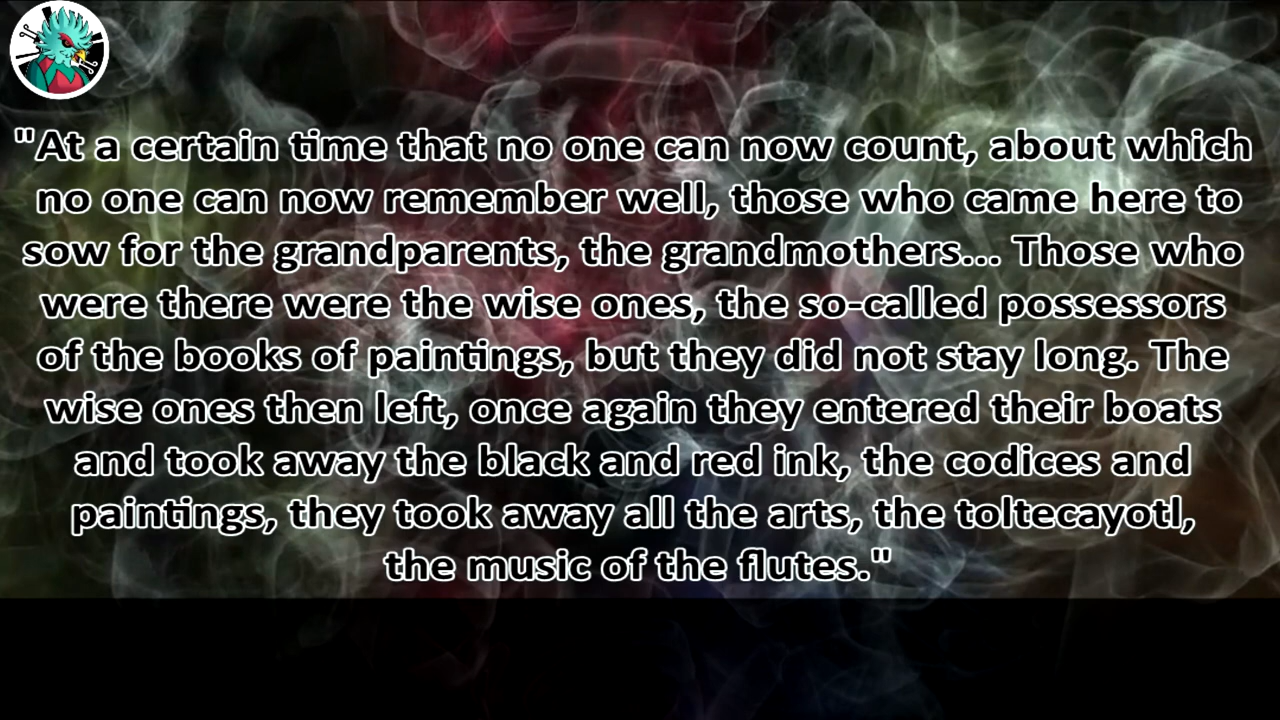 "At a certain time that no one can now count, about which
no one can now remember well, those who came here to
sow for the grandparents, the grandmothers... Those who
were there were the wise ones, the so-called possessors
of the books of paintings, but they did not stay long. The
wise ones then left, once again they entered their boats
and took away the black and red ink, the codices and
paintings, they took away all the arts, the toltecayotl,
the music of the flutes."